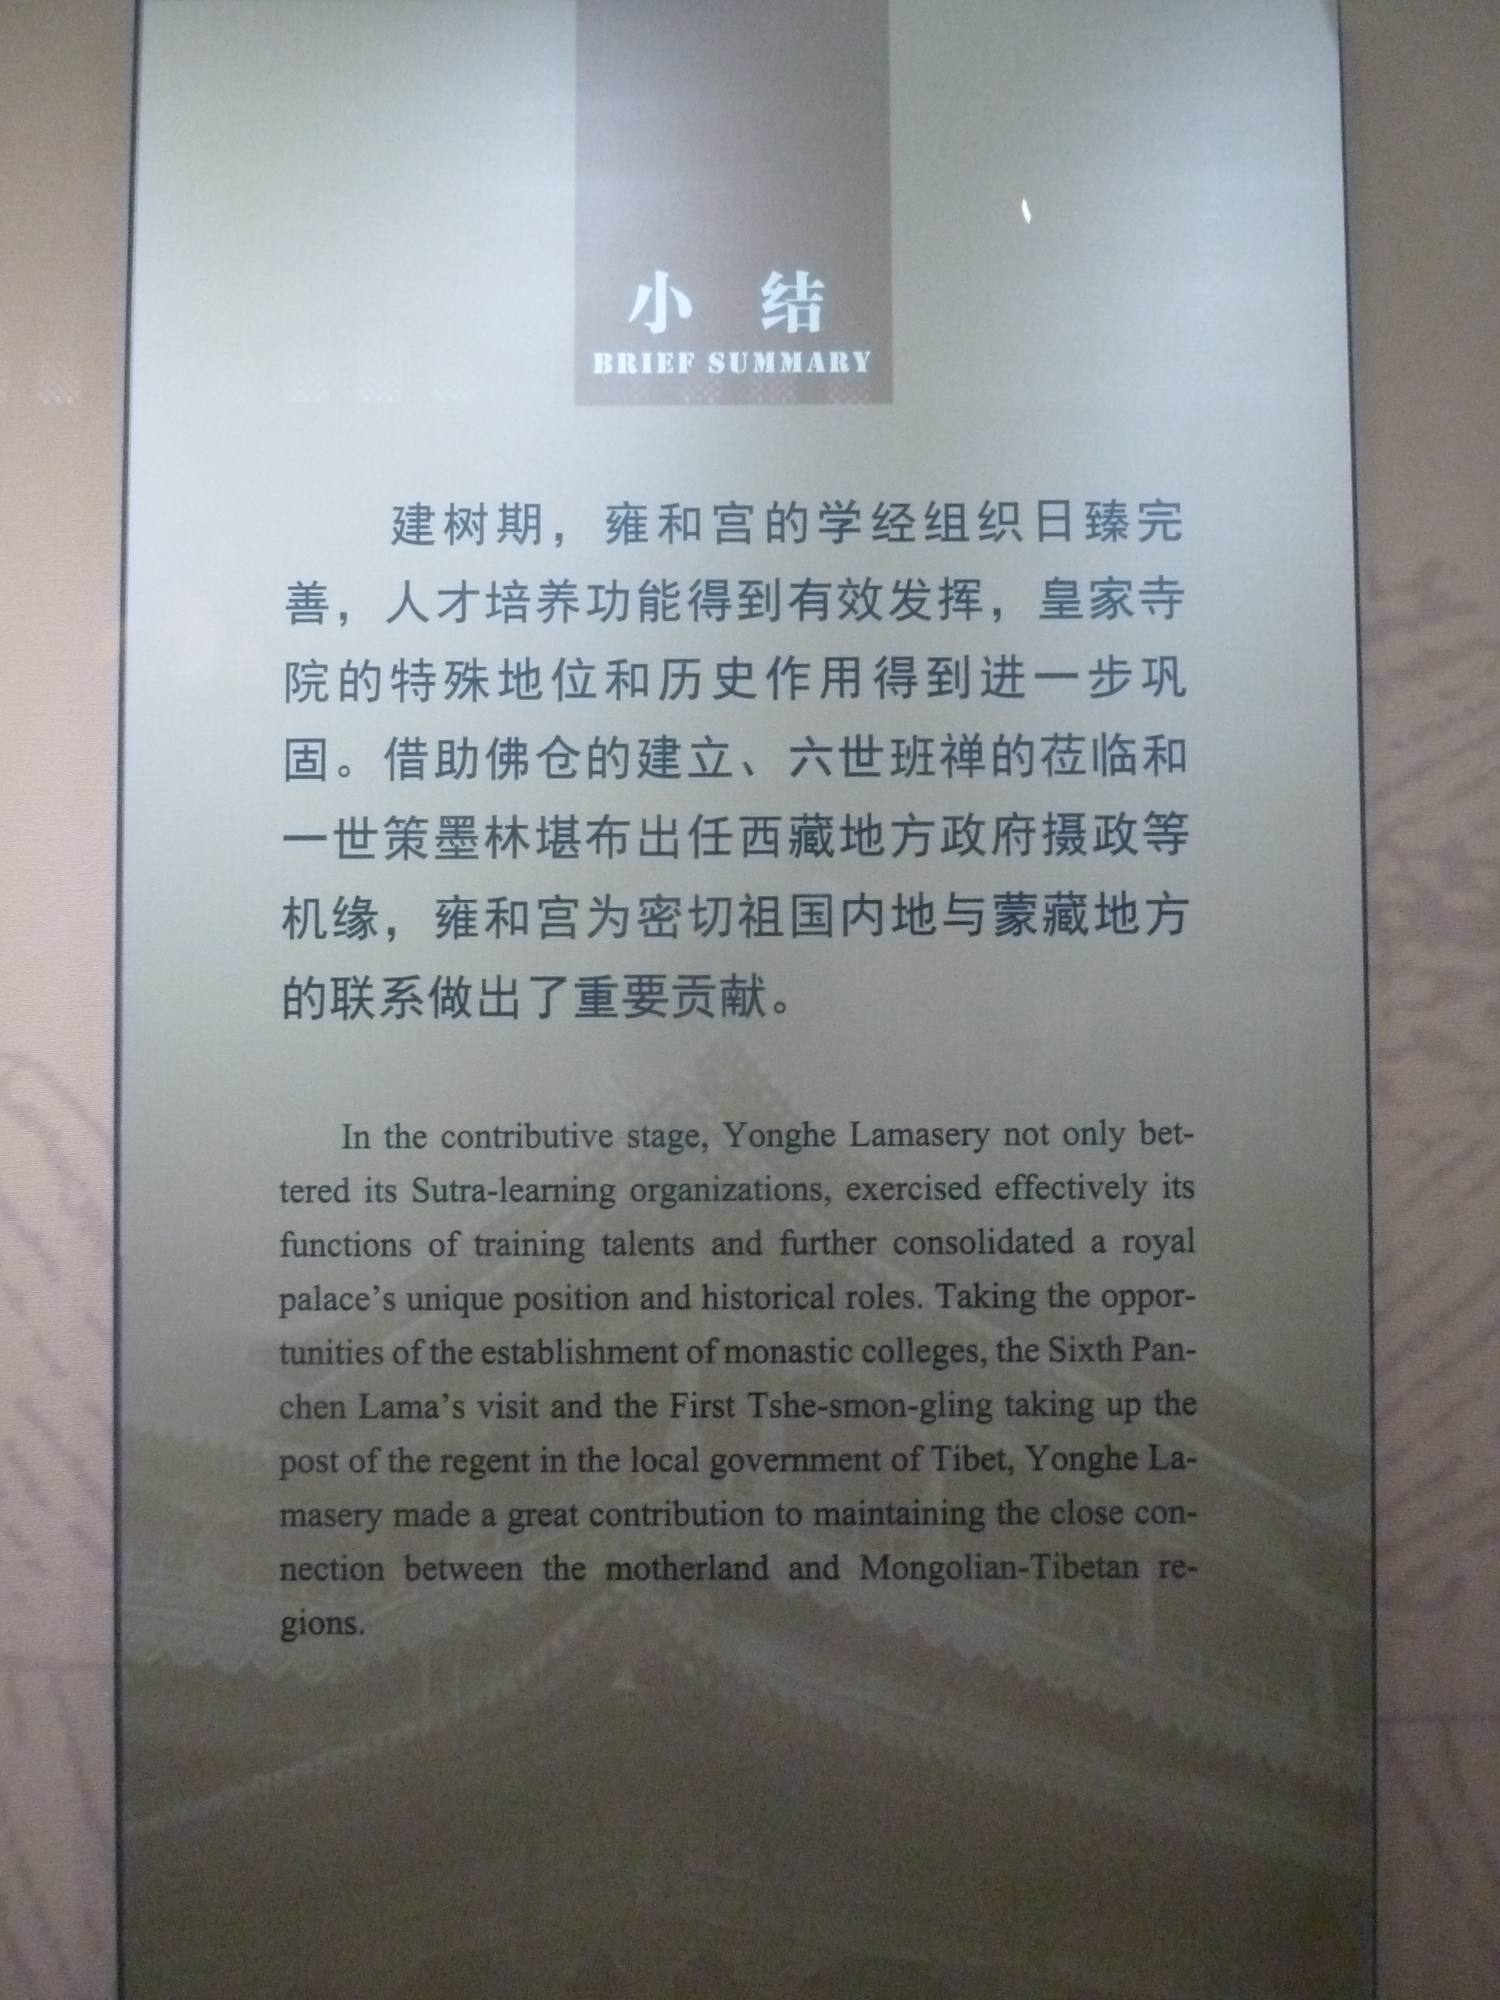 小 结
BRIEF SUMMARY
建树期，雍和宫的学经组织日臻完
善，人才培养功能得到有效发挥，皇家寺
院的特殊地位和历史作用得到进一步巩
固。借助佛仓的建立、六世班禅的莅临和
一世策墨林堪布出任西藏地方政府摄政等
机缘，雍和宫为密切祖国内地与蒙藏地方
的联系做出了重要贡献。
In the contributive stage, Yonghe Lamasery not only bet-
tered its Sutra-learning organizations, exercised effectively its
functions of training talents and further consolidated a royal
palace’s unique position and historical roles. Taking the oppor-
tunities of the establishment of monastic colleges, the Sixth Pan-
chen Lama’s visit and the First Tshe-smon-gling taking up the
post of the regent in the local government of Tibet, Yonghe La-
masery made a great contribution to maintaining the close con-
nection between the motherland and Mongolian-Tibetan re-
gions.